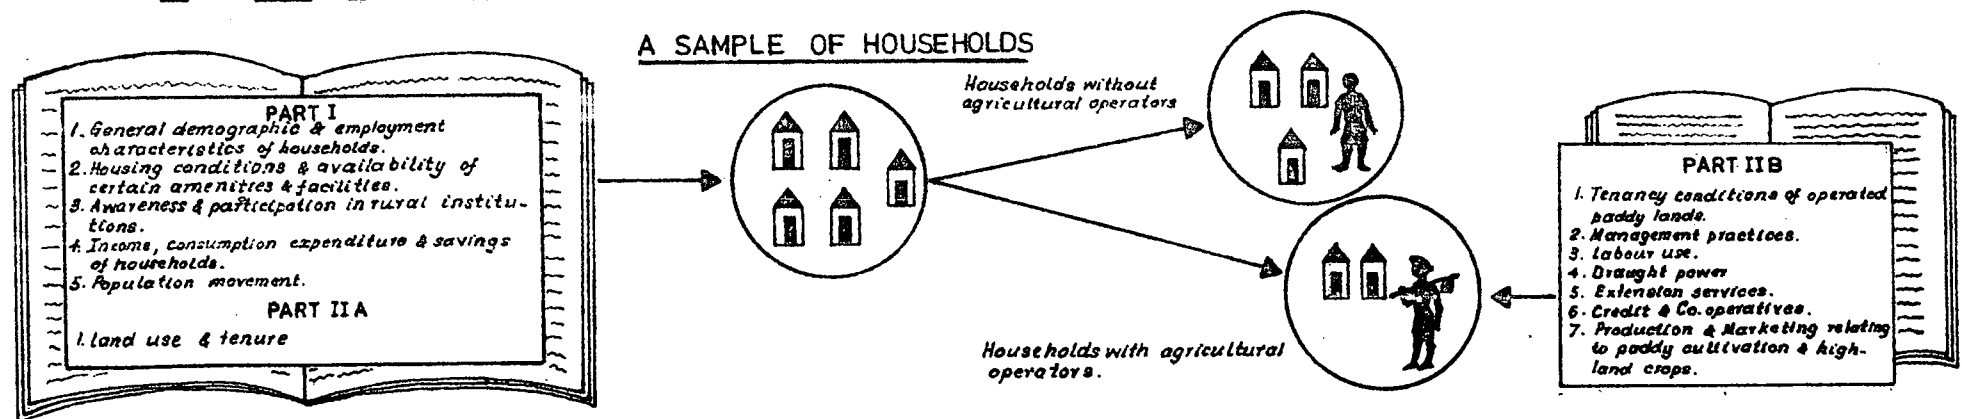 A SAMPLE OF HOUSEHOLDS
PART I
1. General demographic & employment
characteristics of households.
2. Housing conditions & availability of
certain amenities & facilities.
3. Awareness & participation in rural institu-
tions.
4. Income, consumption expenditure & savings
of households.
5. Population movement.
PART IIA
1. land use & tenure
Households without
agricultural operators
Households with agricultural
operators.
PART IIB
1. Tenancy conditions of operated
paddy lands.
2. Management practices.
3. Labour use.
4. Draught power
5. Extension services.
6. Credit & Co.operatives.
7. Production & Marketing relating
to paddy cultivation & high-
land crops.